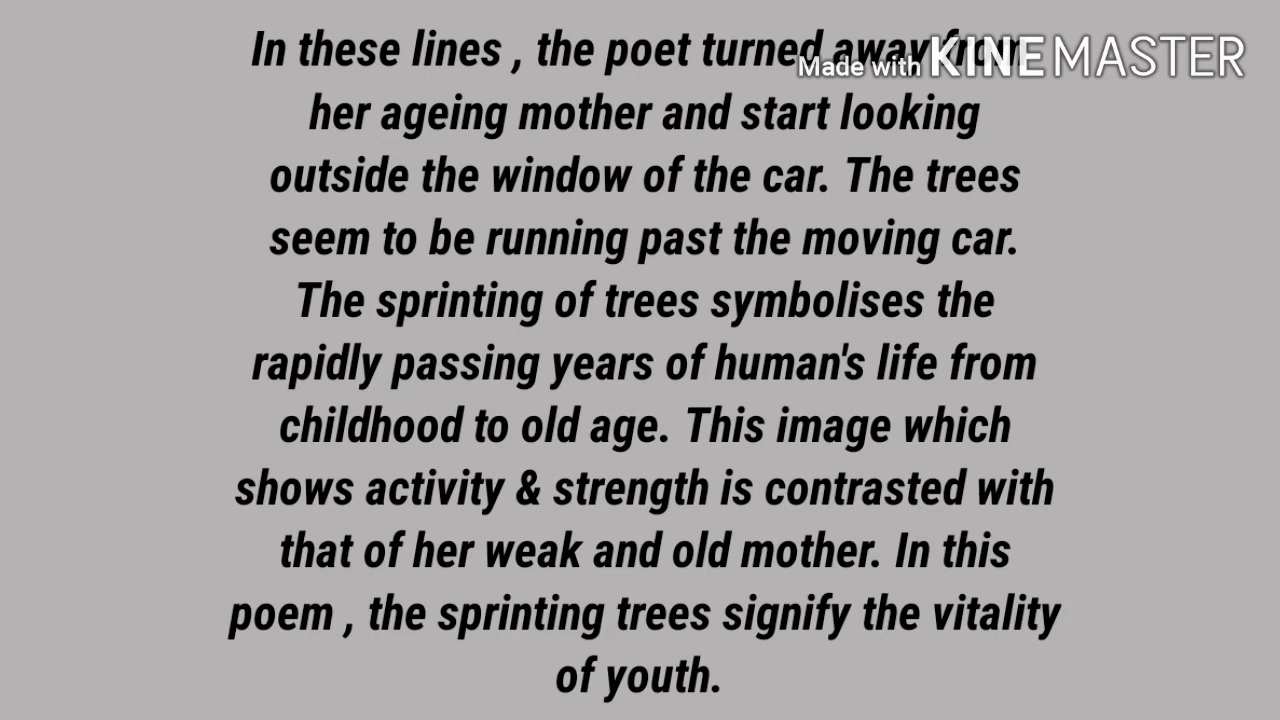 In these lines , the poet turned away from
Made with KINEMASTER
her ageing mother and start looking
outside the window of the car. The trees
seem to be running past the moving car.
The sprinting of trees symbolises the
rapidly passing years of human's life from
childhood to old age. This image which
shows activity & strength is contrasted with
that of her weak and old mother. In this
poem , the sprinting trees signify the vitality
of youth.